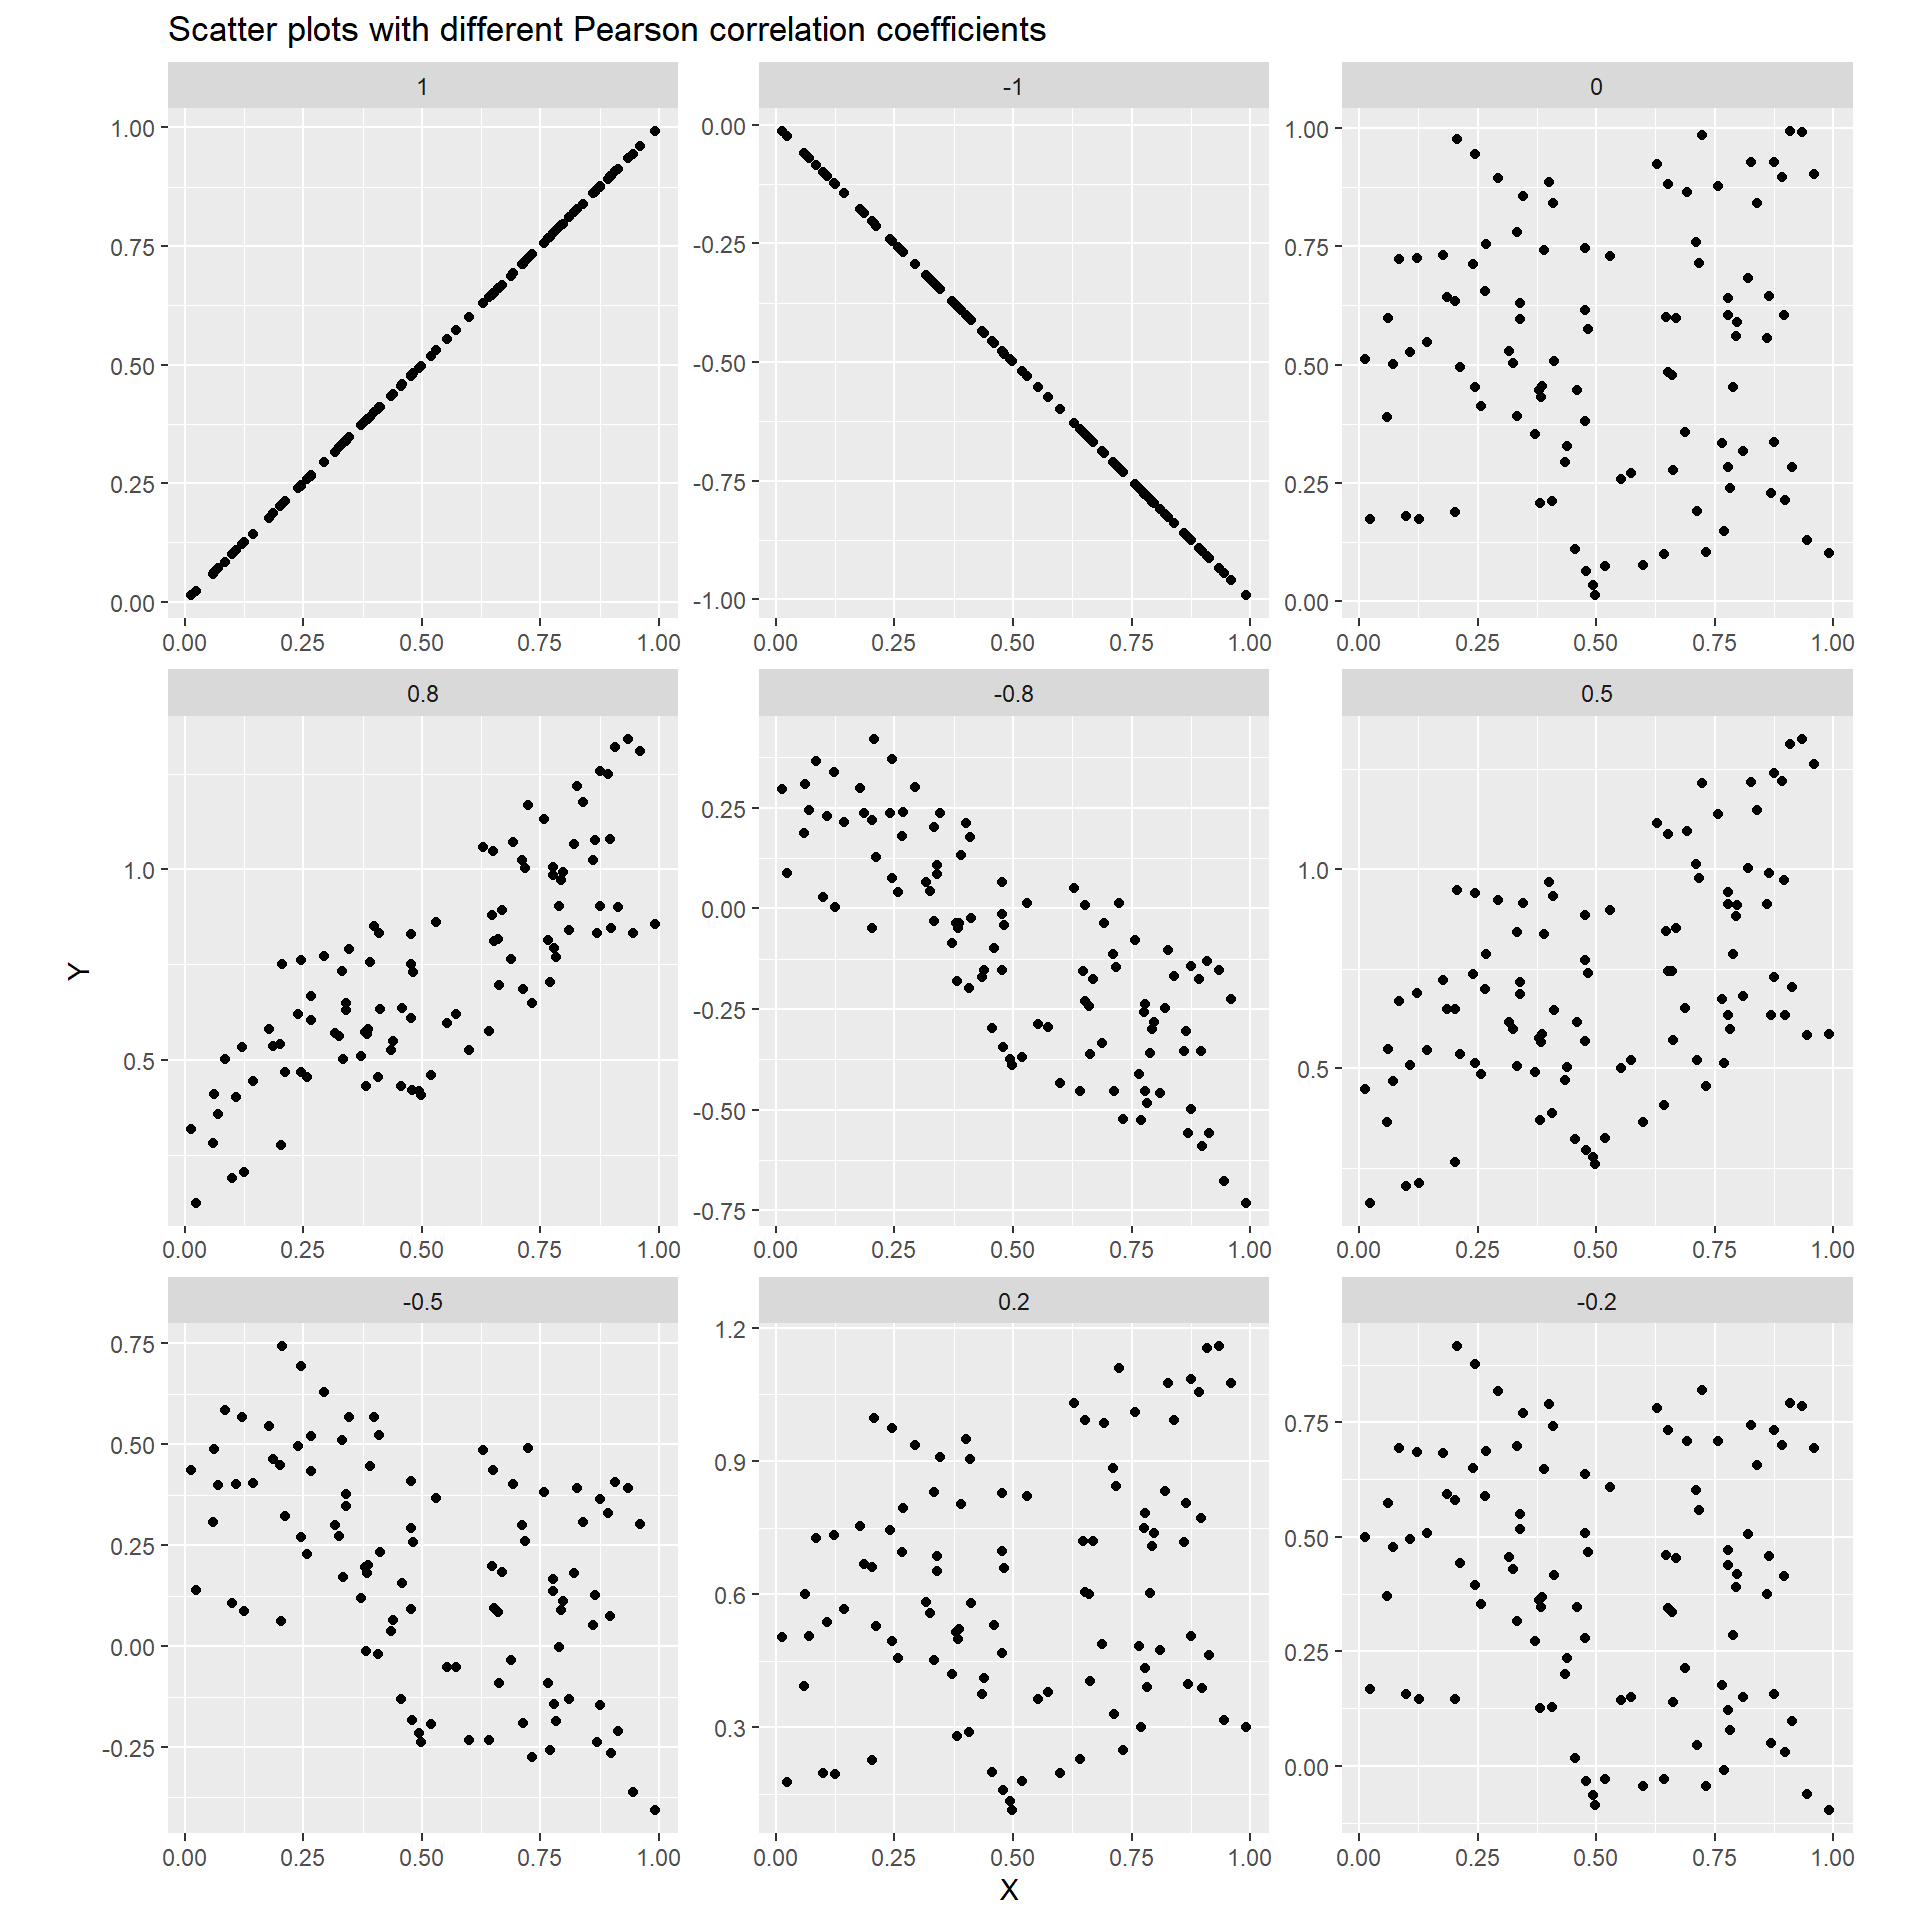 Scatter plots with different Pearson correlation coefficients
1 -1 0
1.00 0.00 1.00
0.75 -0.25 0.75
0.50 -0.50 0.50
0.25 -0.75 0.25
0.00 -1.00 0.00
0.00 0.25 0.50 0.75 1.00 0.00 0.25 0.50 0.75 1.00 0.00 0.25 0.50 0.75 1.00
0.8 -0.8 0.5
0.25
1.0 0.00 1.0
-0.25
0.5 -0.50 0.5
-0.75
Y
0.00 0.25 0.50 0.75 1.00 0.00 0.25 0.50 0.75 1.00 0.00 0.25 0.50 0.75 1.00
-0.5 0.2 -0.2
0.75 1.2
0.50 0.9 0.75
0.25 0.6 0.50
0.00 0.3 0.25
-0.25 0.00
0.00 0.25 0.50 0.75 1.00 0.00 0.25 0.50 0.75 1.00 0.00 0.25 0.50 0.75 1.00
X